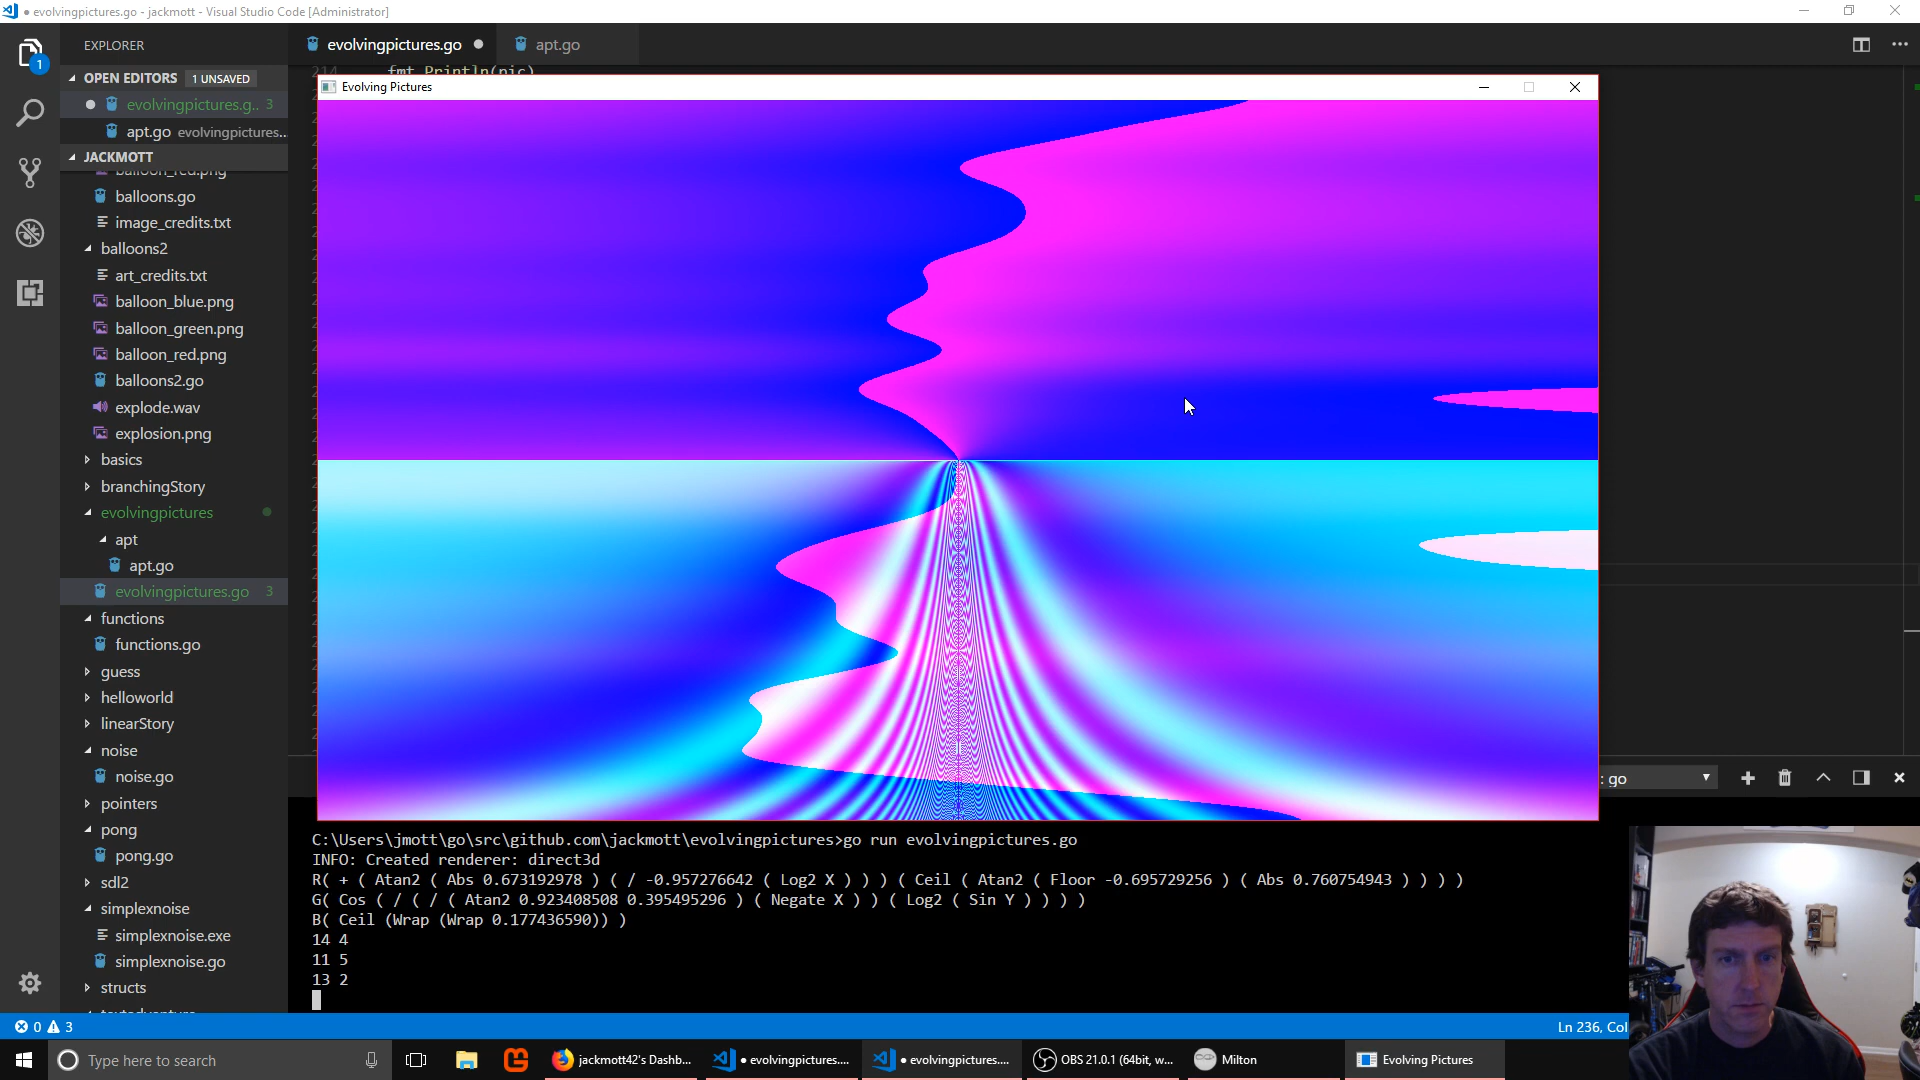 evolvingpictures.go - jackmott - Visual Studio Code [Administrator]
EXPLORER
evolvingpictures.go
apt.go
OPEN EDITORS 1 UNSAVED
evolvingpictures.g.. 3
apt.go evolvingpictures...
JACKMOTT
balloon_red.png
balloons.go
image_credits.txt
balloons2
art_credits.txt
balloon_blue.png
balloon_green.png
balloon_red.png
balloons2.go
explode.wav
explosion.png
basics
branchingStory
evolvingpictures
apt
apt.go
evolvingpictures.go 3
functions
functions.go
guess
helloworld
linearStory
noise
noise.go
pointers
pong
pong.go
sdl2
simplexnoise
simplexnoise.exe
simplexnoise.go
structs
1
214 fmt.Println(pic)
Evolving Pictures
: go
C:\Users\jmott\go\src\github.com\jackmott\evolvingpictures>go run evolvingpictures.go
INFO: Created renderer: direct3d
R( + ( Atan2 ( Abs 0.673192978 ) ( / -0.957276642 ( Log2 X ) ) ) ( Ceil ( Atan2 ( Floor -0.695729256 ) ( Abs 0.760754943 ) ) ) )
G( Cos ( / ( / ( Atan2 0.923408508 0.395495296 ) ( Negate X ) ) ( Log2 ( Sin Y ) ) ) )
B( Ceil (Wrap (Wrap 0.177436590)) )
14 4
11 5
13 2
0 3
Ln 236, Col
Type here to search
jackmott42's Dashb...
evolvingpictures....
evolvingpictures....
OBS 21.0.1 (64bit, w...
Milton
Evolving Pictures